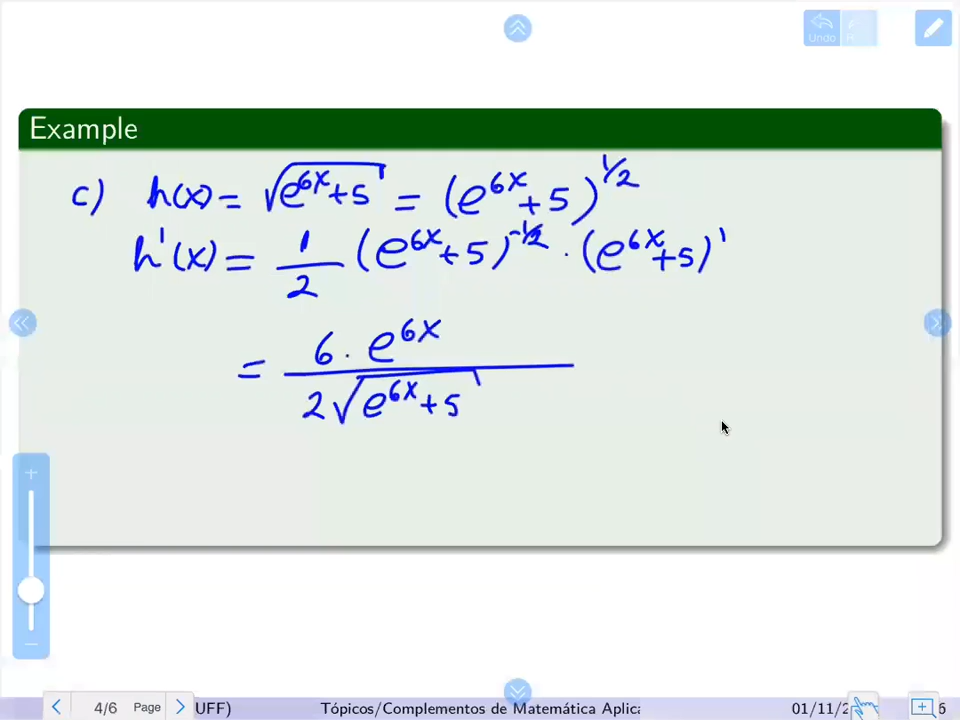 Undo
Example
c) h(x) = √(e^{6x}+5) = (e^{6x}+5)^{1/2}
h'(x) = 1/2 (e^{6x}+5)^{-1/2} · (e^{6x}+5)'
= 6 · e^{6x} / 2√(e^{6x}+5)
4/6 Page UFF) Tópicos/Complementos de Matemática Aplica 01/11/2 6